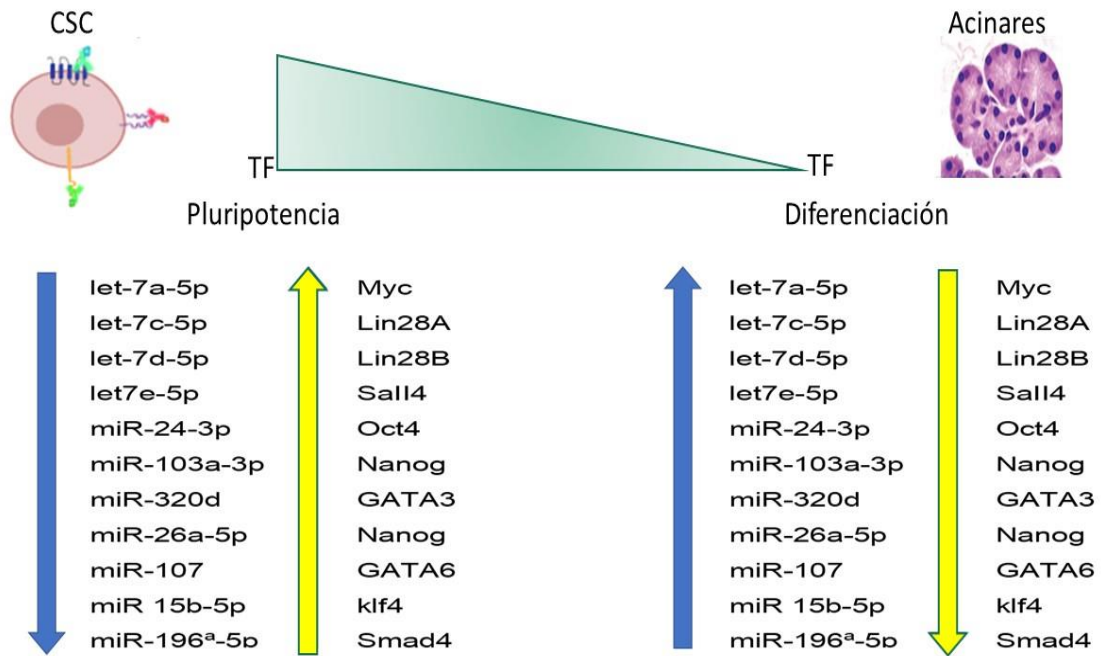 CSC
Acinares
TF
TF
Pluripotencia
Diferenciación
let-7a-5p Myc let-7a-5p Myc
let-7c-5p Lin28A let-7c-5p Lin28A
let-7d-5p Lin28B let-7d-5p Lin28B
let7e-5p Sall4 let7e-5p Sall4
miR-24-3p Oct4 miR-24-3p Oct4
miR-103a-3p Nanog miR-103a-3p Nanog
miR-320d GATA3 miR-320d GATA3
miR-26a-5p Nanog miR-26a-5p Nanog
miR-107 GATA6 miR-107 GATA6
miR 15b-5p klf4 miR 15b-5p klf4
miR-196ª-5p Smad4 miR-196ª-5p Smad4